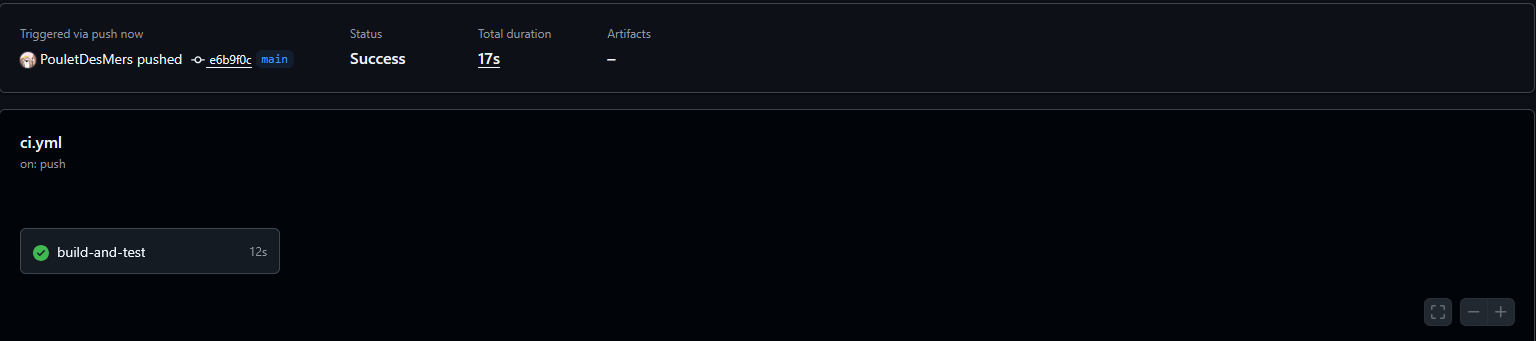 Triggered via push now
PouletDesMers pushed e6b9f0c main
Status
Success
Total duration
17s
Artifacts
–
ci.yml
on: push
build-and-test 12s